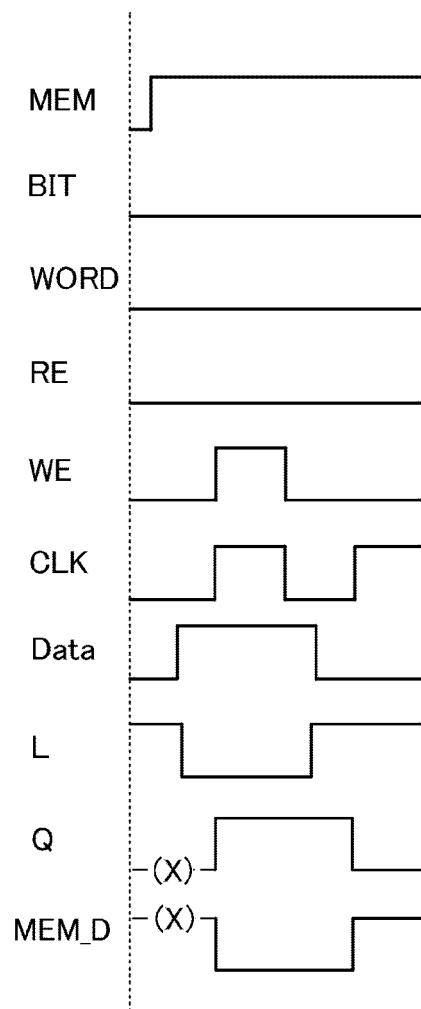 MEM
BIT
WORD
RE
WE
CLK
Data
L
Q
(X)
(X)
MEM_D